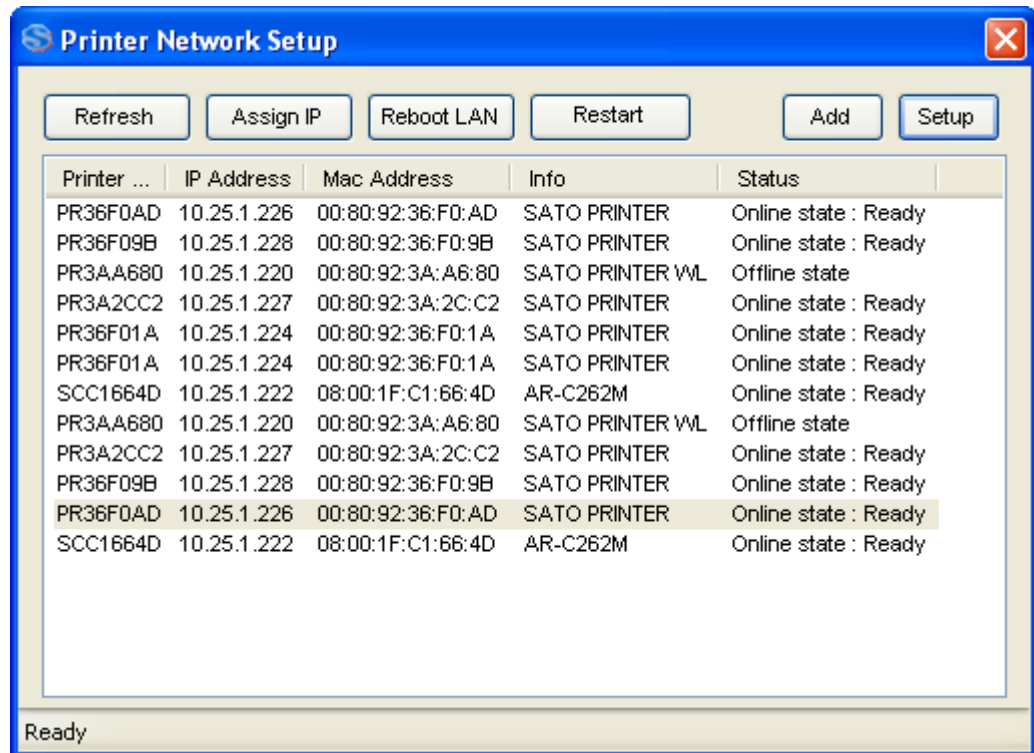 Printer Network Setup
Refresh Assign IP Reboot LAN Restart Add Setup
Printer ... IP Address Mac Address Info Status
PR36F0AD 10.25.1.226 00:80:92:36:F0:AD SATO PRINTER Online state : Ready
PR36F09B 10.25.1.228 00:80:92:36:F0:9B SATO PRINTER Online state : Ready
PR3AA680 10.25.1.220 00:80:92:3A:A6:80 SATO PRINTER WL Offline state
PR3A2CC2 10.25.1.227 00:80:92:3A:2C:C2 SATO PRINTER Online state : Ready
PR36F01A 10.25.1.224 00:80:92:36:F0:1A SATO PRINTER Online state : Ready
PR36F01A 10.25.1.224 00:80:92:36:F0:1A SATO PRINTER Online state : Ready
SCC1664D 10.25.1.222 08:00:1F:C1:66:4D AR-C262M Online state : Ready
PR3AA680 10.25.1.220 00:80:92:3A:A6:80 SATO PRINTER WL Offline state
PR3A2CC2 10.25.1.227 00:80:92:3A:2C:C2 SATO PRINTER Online state : Ready
PR36F09B 10.25.1.228 00:80:92:36:F0:9B SATO PRINTER Online state : Ready
PR36F0AD 10.25.1.226 00:80:92:36:F0:AD SATO PRINTER Online state : Ready
SCC1664D 10.25.1.222 08:00:1F:C1:66:4D AR-C262M Online state : Ready
Ready